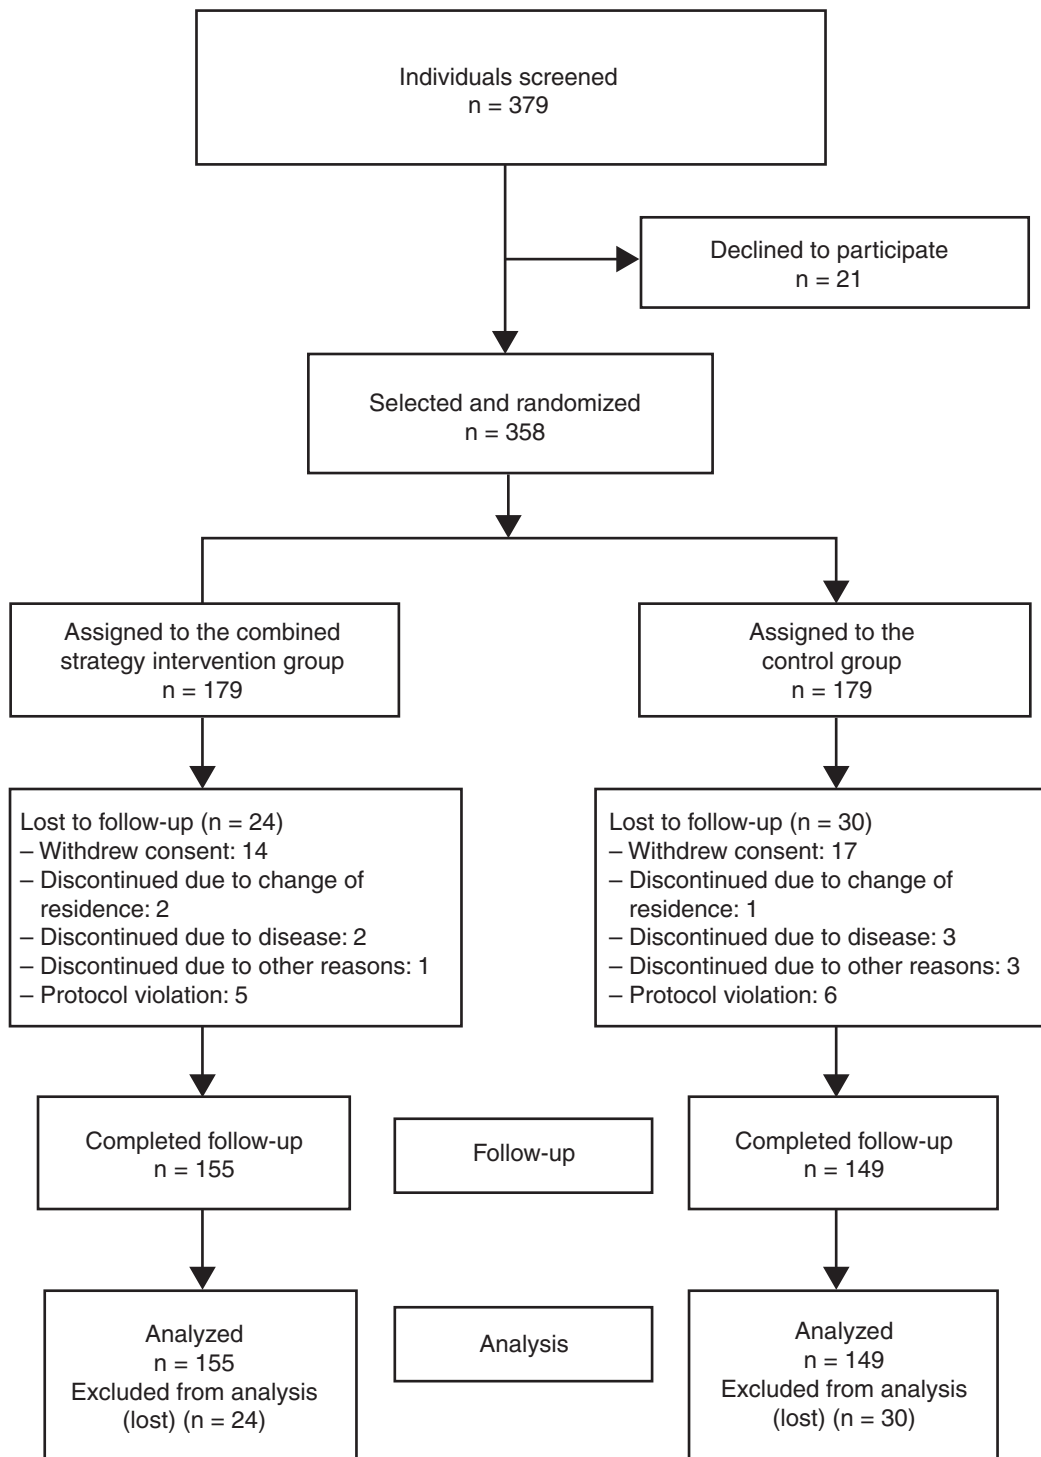 Individuals screened
n = 379
Declined to participate
n = 21
Selected and randomized
n = 358
Assigned to the combined
strategy intervention group
n = 179
Assigned to the
control group
n = 179
Lost to follow-up (n = 24)
– Withdrew consent: 14
– Discontinued due to change of
residence: 2
– Discontinued due to disease: 2
– Discontinued due to other reasons: 1
– Protocol violation: 5
Lost to follow-up (n = 30)
– Withdrew consent: 17
– Discontinued due to change of
residence: 1
– Discontinued due to disease: 3
– Discontinued due to other reasons: 3
– Protocol violation: 6
Completed follow-up
n = 155
Follow-up
Completed follow-up
n = 149
Analyzed
n = 155
Excluded from analysis
(lost) (n = 24)
Analysis
Analyzed
n = 149
Excluded from analysis
(lost) (n = 30)